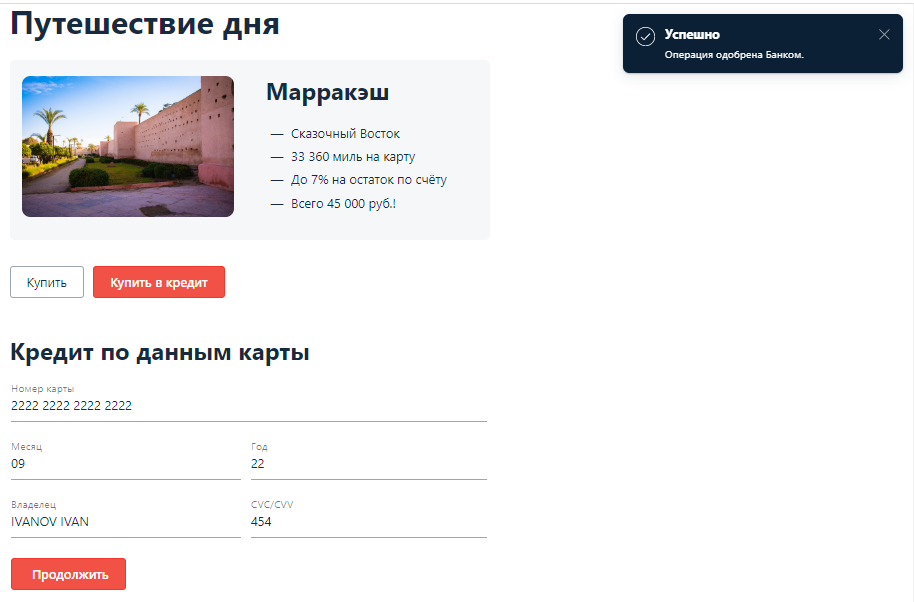 Путешествие дня
Успешно
Операция одобрена Банком.
Марракэш
— Сказочный Восток
— 33 360 миль на карту
— До 7% на остаток по счёту
— Всего 45 000 руб.!
Купить
Купить в кредит
Кредит по данным карты
Номер карты
2222 2222 2222 2222
Месяц
Год
09
22
Владелец
CVC/CVV
IVANOV IVAN
454
Продолжить